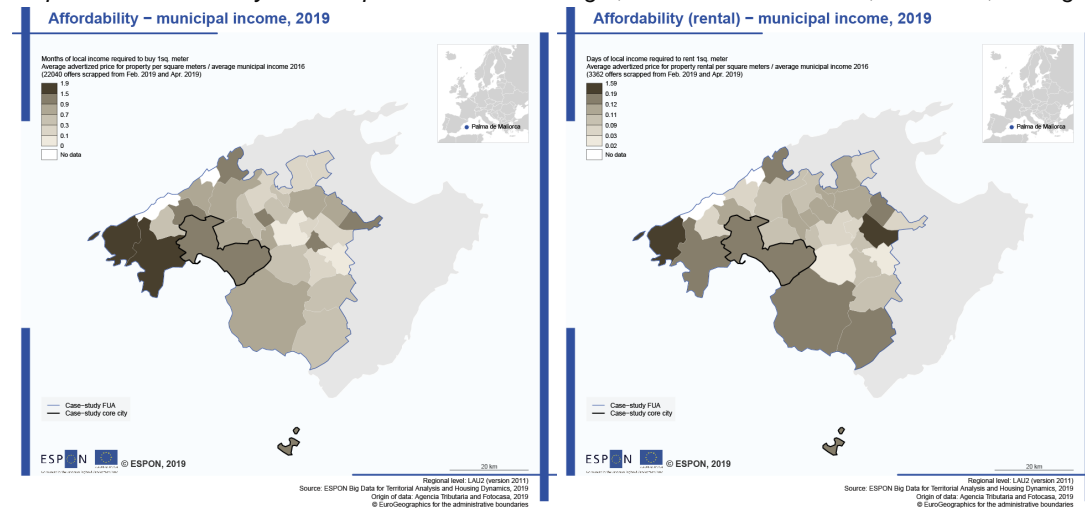 Affordability – municipal income, 2019
Months of local income required to buy 1sq. meter
Average advertized price for property per square meters / average municipal income 2016
(22040 offers scrapped from Feb. 2019 and Apr. 2019)
1.9
1.5
0.9
0.7
0.3
0.1
0
No data
Palma de Mallorca
Case–study FUA
Case–study core city
ESPON
© ESPON, 2019
20 km
Regional level: LAU2 (version 2011)
Source: ESPON Big Data for Territorial Analysis and Housing Dynamics, 2019
Origin of data: Agencia Tributaria and Fotocasa, 2019
© EuroGeographics for the administrative boundaries
Affordability (rental) – municipal income, 2019
Days of local income required to rent 1sq. meter
Average advertized price for property rental per square meters / average municipal income 2016
(3362 offers scrapped from Feb. 2019 and Apr. 2019)
1.59
0.19
0.12
0.11
0.09
0.03
0.02
No data
Palma de Mallorca
Case–study FUA
Case–study core city
ESPON
© ESPON, 2019
20 km
Regional level: LAU2 (version 2011)
Source: ESPON Big Data for Territorial Analysis and Housing Dynamics, 2019
Origin of data: Agencia Tributaria and Fotocasa, 2019
© EuroGeographics for the administrative boundaries